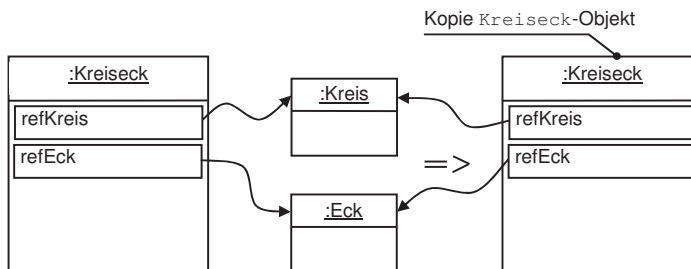 Kopie Kreiseck-Objekt
:Kreiseck
:Kreis
:Kreiseck
refKreis
refKreis
refEck
=>
refEck
:Eck